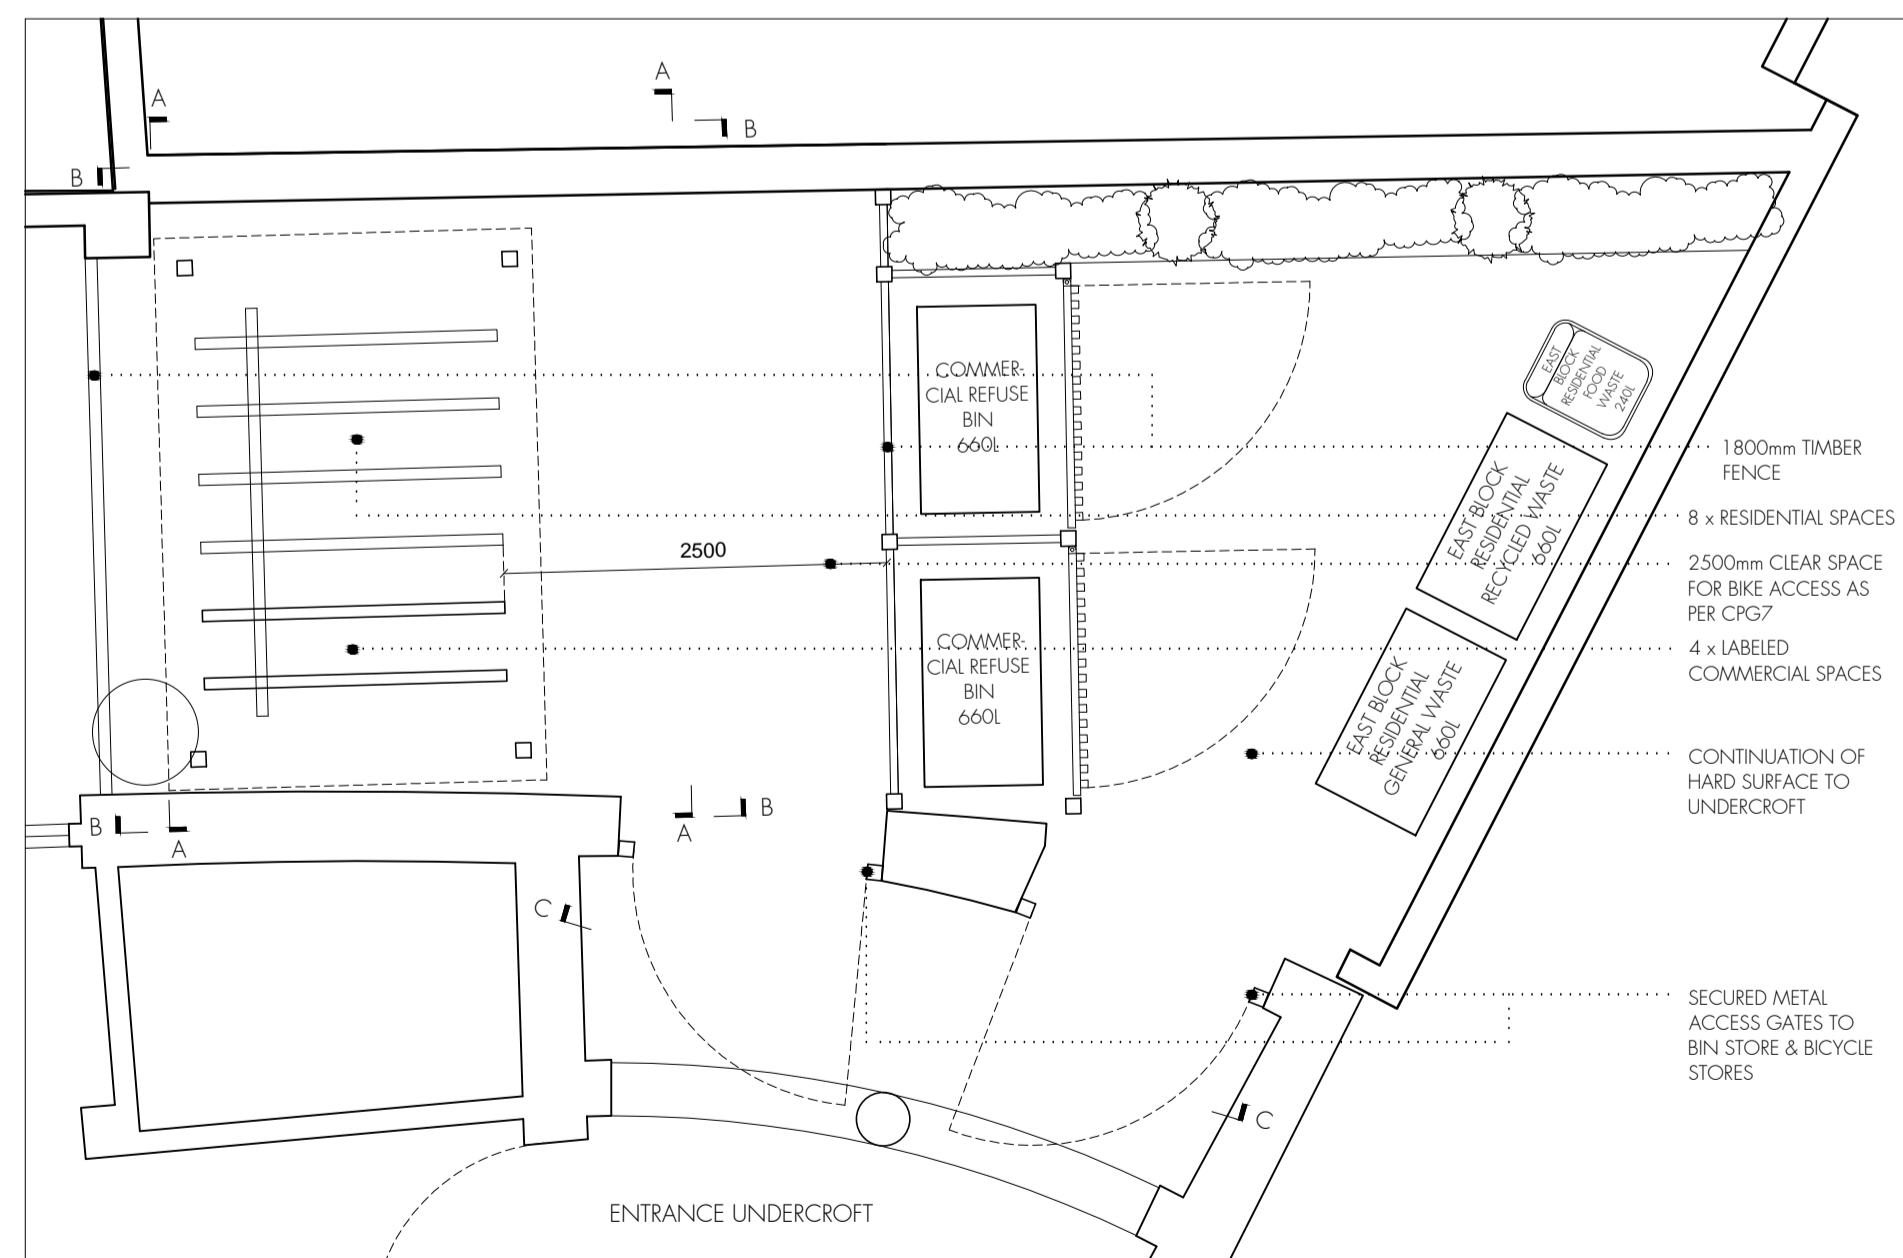 A
A
B
B
COMMER-
CIAL REFUSE
BIN
660L
EAST
BLOCK
RESIDENTIAL
FOOD
WASTE
240L
1800mm TIMBER
FENCE
EAST BLOCK
RESIDENTIAL
RECYCLED WASTE
660L
8 x RESIDENTIAL SPACES
2500
2500mm CLEAR SPACE
FOR BIKE ACCESS AS
PER CPG7
COMMER-
CIAL REFUSE
BIN
660L
4 x LABELED
COMMERCIAL SPACES
EAST BLOCK
RESIDENTIAL
GENERAL WASTE
660L
CONTINUATION OF
HARD SURFACE TO
UNDERCROFT
B
A
A
B
C
SECURED METAL
ACCESS GATES TO
BIN STORE & BICYCLE
STORES
C
ENTRANCE UNDERCROFT